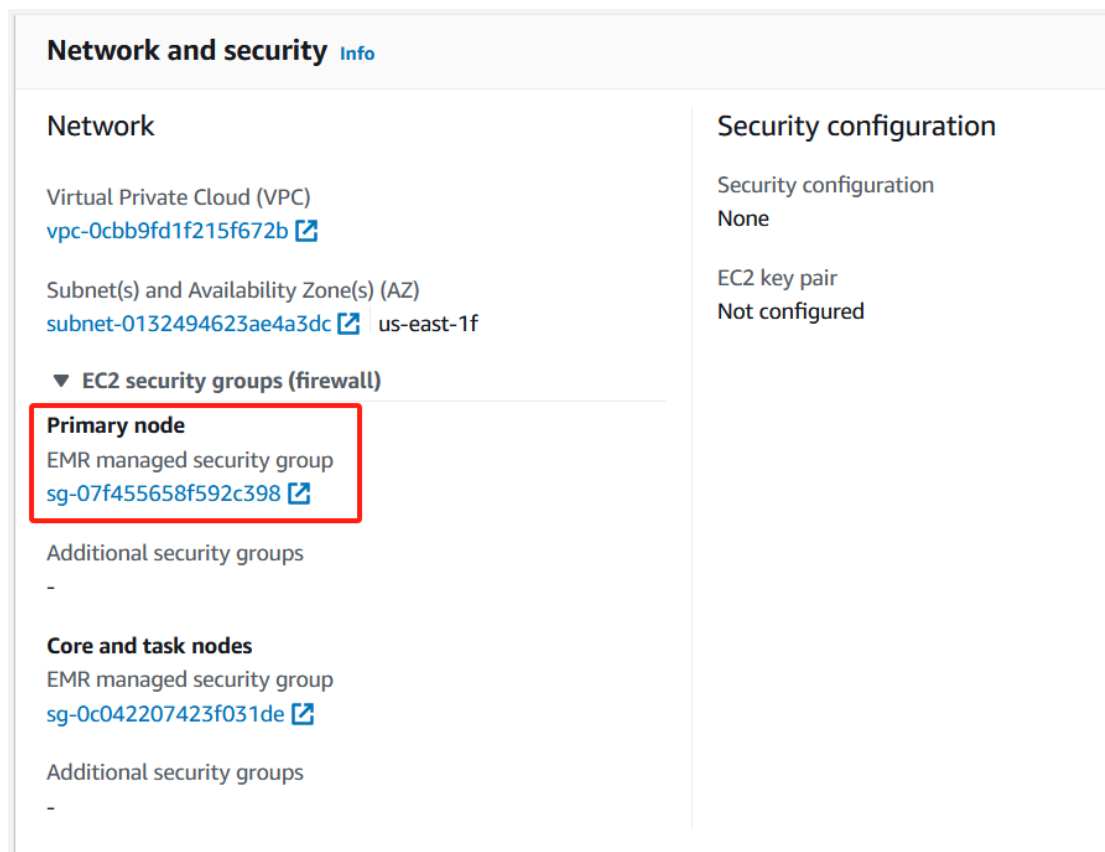 Network and security Info
Network
Virtual Private Cloud (VPC)
vpc-0cbb9fd1f215f672b
Subnet(s) and Availability Zone(s) (AZ)
subnet-0132494623ae4a3dc us-east-1f
EC2 security groups (firewall)
Primary node
EMR managed security group
sg-07f455658f592c398
Additional security groups
-
Core and task nodes
EMR managed security group
sg-0c042207423f031de
Additional security groups
-
Security configuration
Security configuration
None
EC2 key pair
Not configured